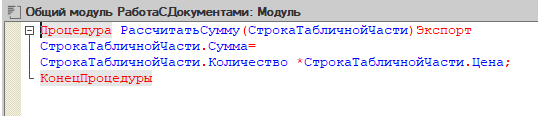 Общий модуль РаботаСДокументами: Модуль
Процедура РассчитатьСумму(СтрокаТабличнойЧасти)Экспорт
СтрокаТабличнойЧасти.Сумма=
СтрокаТабличнойЧасти.Количество *СтрокаТабличнойЧасти.Цена;
КонецПроцедуры